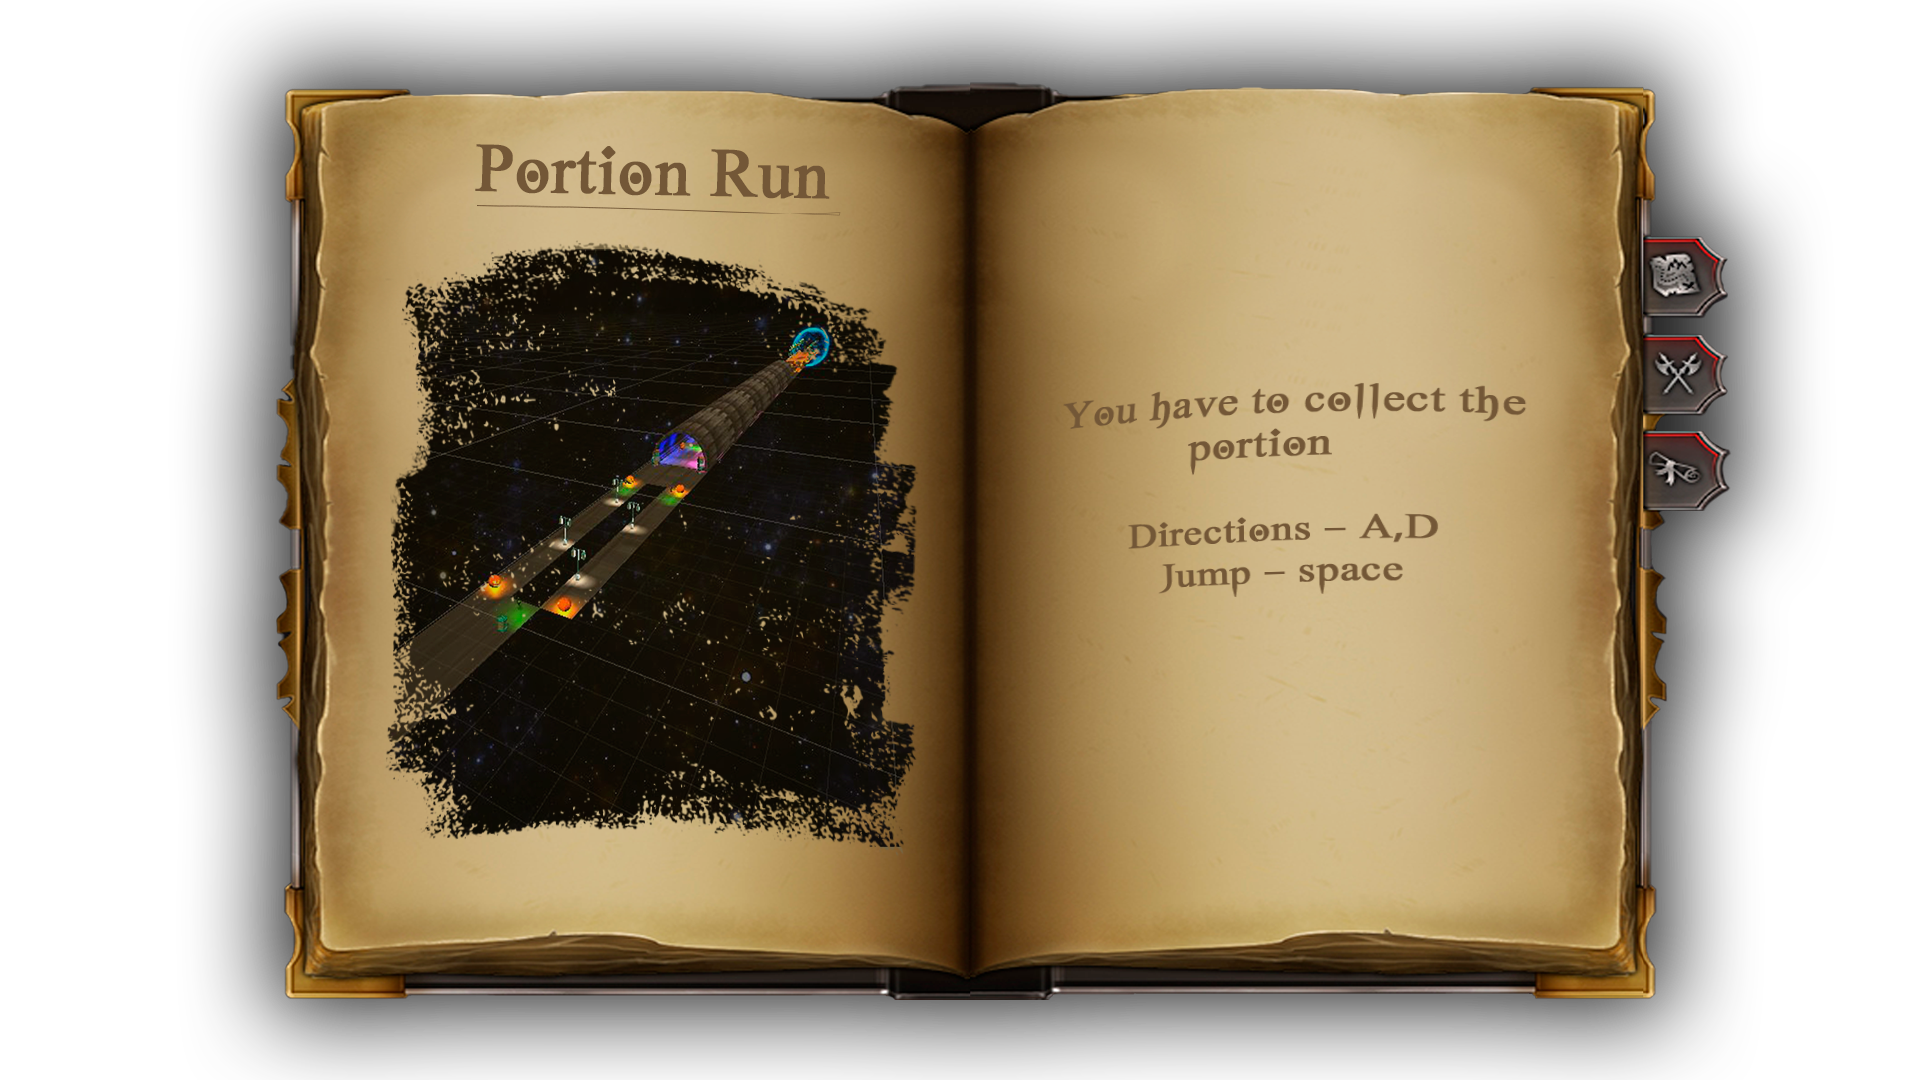 Portion Run
You have to collect the
portion
Directions – A,D
Jump – space